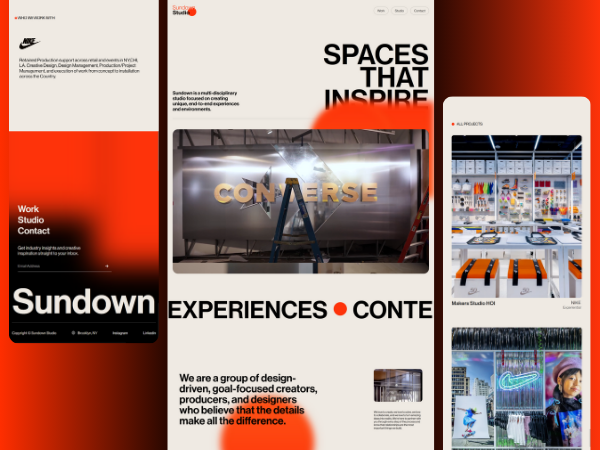 WHO WE WORK WITH
NIKE
Retained Production support across retail and events in NYC/NJ,
LA. Creative Design, Design Management, Production/Project
Management, and execution of work from concept to installation
across the Country.
Work
Studio
Contact
Get industry insights and creative
inspiration straight to your inbox.
Email Address
Sundown
Copyright © Sundown Studio
Brooklyn, NY
Instagram
LinkedIn
Sundown
Studio
Work
Studio
Contact
SPACES
THAT
INSPIRE
Sundown is a multi-disciplinary
studio focused on creating
unique, end-to-end experiences
and environments.
CONVERSE
EXPERIENCES CONTE
We are a group of design-
driven, goal-focused creators,
producers, and designers
who believe that the details
make all the difference.
ALL PROJECTS
Makers Studio HOI
NIKE